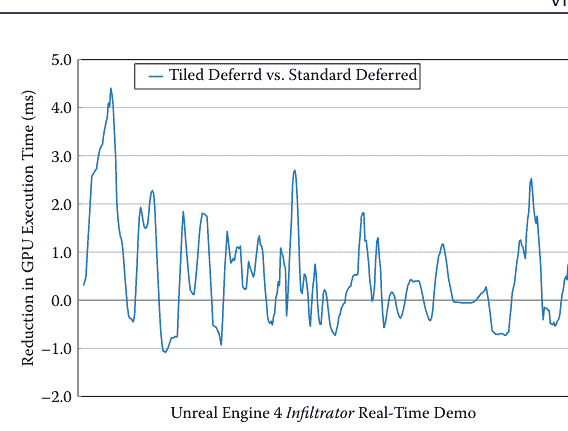 Tiled Deferrd vs. Standard Deferred
Reduction in GPU Execution Time (ms)
5.0
4.0
3.0
2.0
1.0
0.0
−1.0
−2.0
Unreal Engine 4 Infiltrator Real-Time Demo